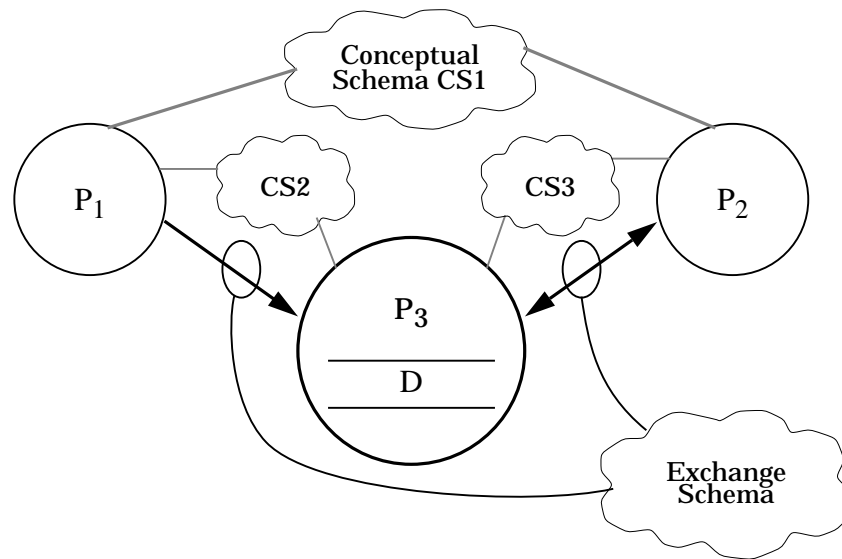 Conceptual
Schema CS1
P1
CS2
CS3
P2
P3
D
Exchange
Schema